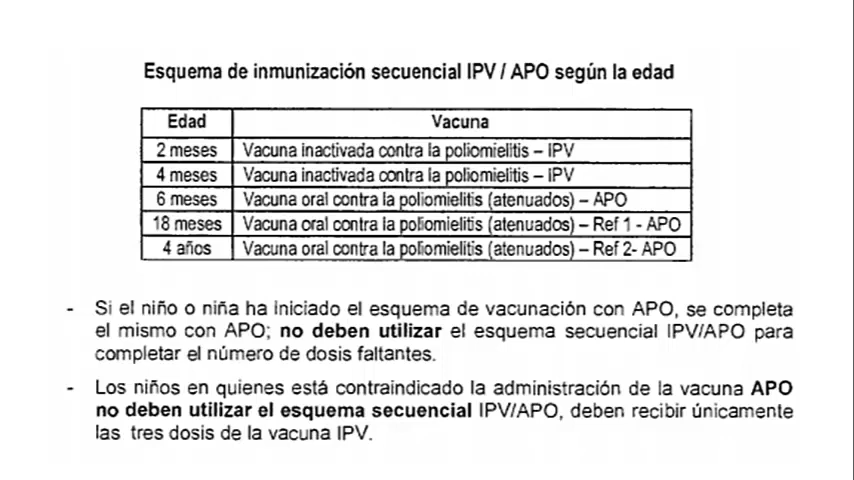 Esquema de inmunización secuencial IPV / APO según la edad
Edad Vacuna
2 meses Vacuna inactivada contra la poliomielitis – IPV
4 meses Vacuna inactivada contra la poliomielitis – IPV
6 meses Vacuna oral contra la poliomielitis (atenuados) – APO
18 meses Vacuna oral contra la poliomielitis (atenuados) – Ref 1 - APO
4 años Vacuna oral contra la poliomielitis (atenuados) – Ref 2- APO
- Si el niño o niña ha iniciado el esquema de vacunación con APO, se completa
el mismo con APO; no deben utilizar el esquema secuencial IPV/APO para
completar el número de dosis faltantes.
- Los niños en quienes está contraindicado la administración de la vacuna APO
no deben utilizar el esquema secuencial IPV/APO, deben recibir únicamente
las tres dosis de la vacuna IPV.